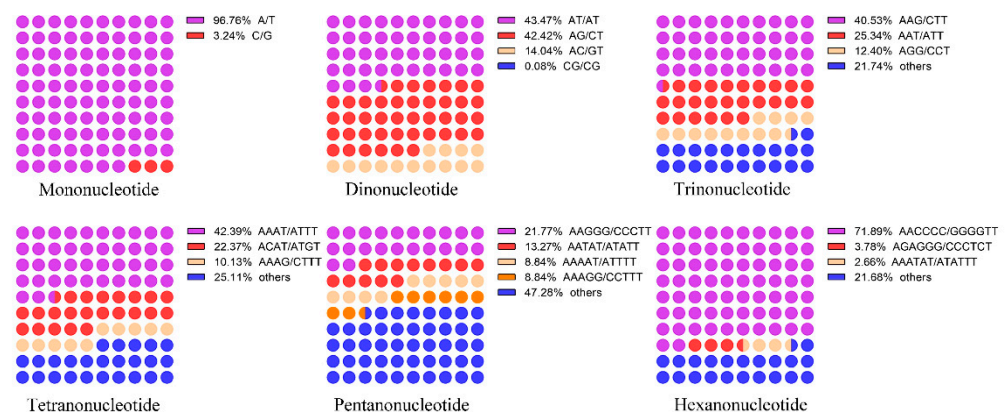 96.76% A/T
3.24% C/G
Mononucleotide
43.47% AT/AT
42.42% AG/CT
14.04% AC/GT
0.08% CG/CG
Dinonucleotide
40.53% AAG/CTT
25.34% AAT/ATT
12.40% AGG/CCT
21.74% others
Trinonucleotide
42.39% AAAT/ATTT
22.37% ACAT/ATGT
10.13% AAAG/CTTT
25.11% others
Tetranonucleotide
21.77% AAGGG/CCCTT
13.27% AATAT/ATATT
8.84% AAAAT/ATTTT
8.84% AAAGG/CCTTT
47.28% others
Pentanonucleotide
71.89% AACCCC/GGGGTT
3.78% AGAGGG/CCCTCT
2.66% AAATAT/ATATTT
21.68% others
Hexanonucleotide